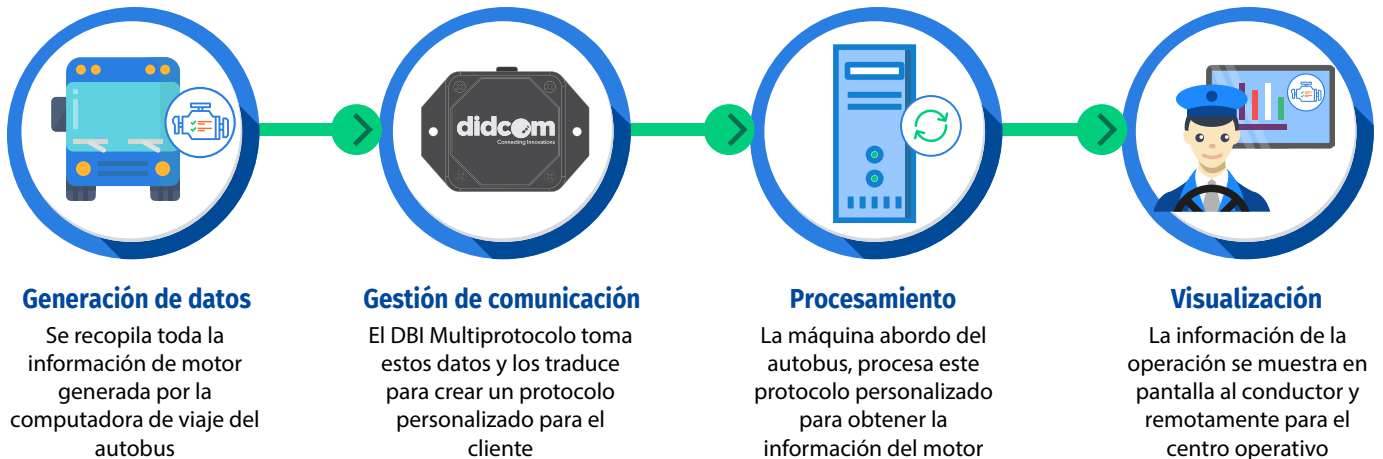 didcom
Connecting Innovations
Generación de datos
Se recopila toda la
información de motor
generada por la
computadora de viaje del
autobus
Gestión de comunicación
El DBI Multiprotocolo toma
estos datos y los traduce
para crear un protocolo
personalizado para el
cliente
Procesamiento
La máquina abordo del
autobus, procesa este
protocolo personalizado
para obtener la
información del motor
Visualización
La información de la
operación se muestra en
pantalla al conductor y
remotamente para el
centro operativo